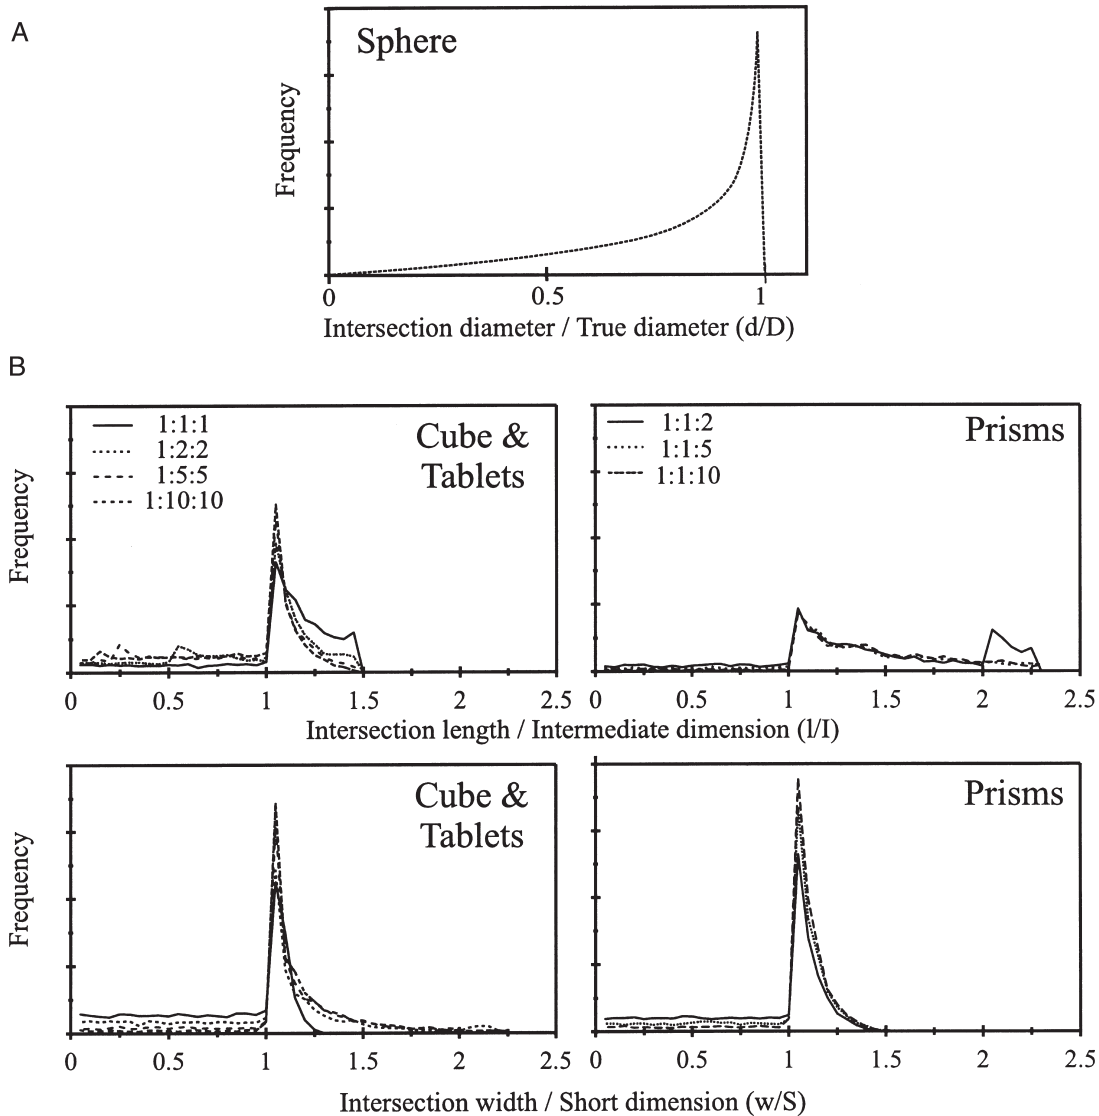 A
Sphere
Frequency
0
0.5
1
Intersection diameter / True diameter (d/D)
B
1:1:1
1:2:2
1:5:5
1:10:10
Cube &
Tablets
Frequency
0
0.5
1
1.5
2
2.5
1:1:2
1:1:5
1:1:10
Prisms
0
0.5
1
1.5
2
2.5
Intersection length / Intermediate dimension (l/I)
Cube &
Tablets
Frequency
0
0.5
1
1.5
2
2.5
Prisms
0
0.5
1
1.5
2
2.5
Intersection width / Short dimension (w/S)